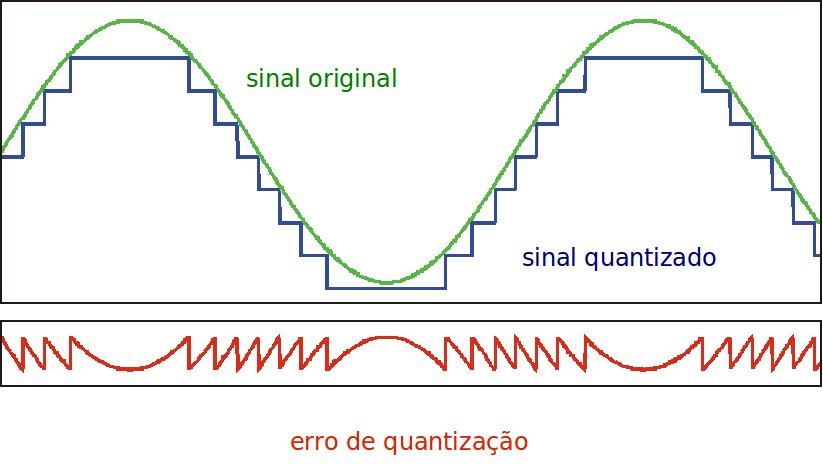 sinal original
sinal quantizado
erro de quantização